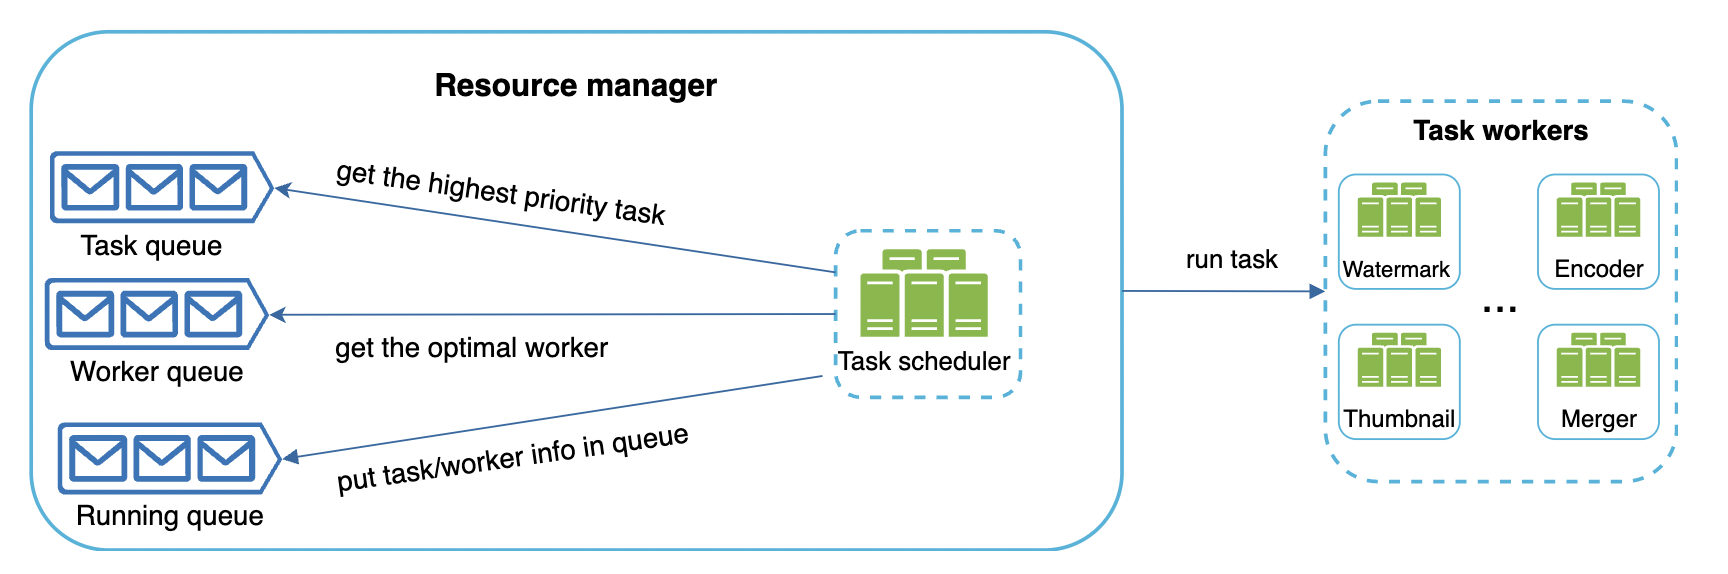 Resource manager
get the highest priority task
Task queue
get the optimal worker
Worker queue
Task scheduler
put task/worker info in queue
Running queue
run task
Task workers
Watermark
Encoder
...
Thumbnail
Merger